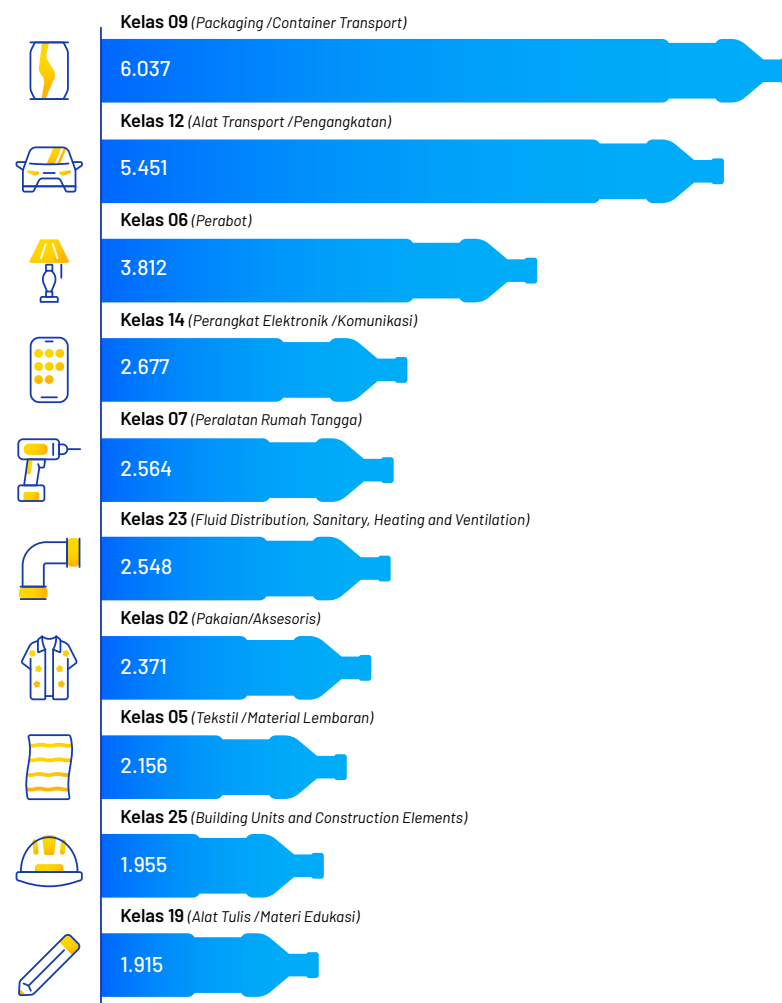 Kelas 09 (Packaging /Container Transport)
6.037
Kelas 12 (Alat Transport /Pengangkatan)
5.451
Kelas 06 (Perabot)
3.812
Kelas 14 (Perangkat Elektronik /Komunikasi)
2.677
Kelas 07 (Peralatan Rumah Tangga)
2.564
Kelas 23 (Fluid Distribution, Sanitary, Heating and Ventilation)
2.548
Kelas 02 (Pakaian/Aksesoris)
2.371
Kelas 05 (Tekstil /Material Lembaran)
2.156
Kelas 25 (Building Units and Construction Elements)
1.955
Kelas 19 (Alat Tulis /Materi Edukasi)
1.915